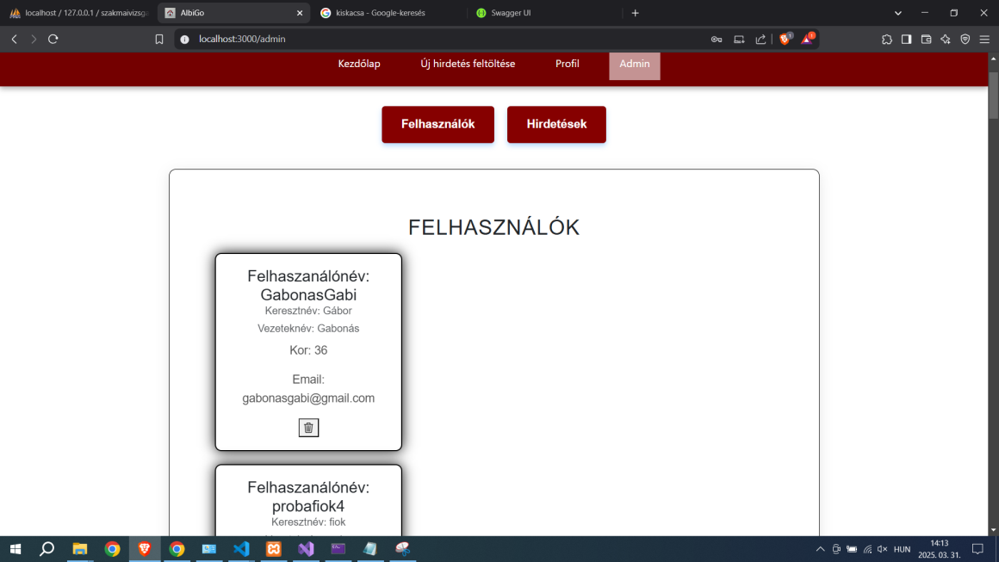 localhost / 127.0.0.1 / szakmaivizsga
AlbiGo
kiskacsa - Google-keresés
Swagger UI
localhost:3000/admin
Kezdőlap
Új hirdetés feltöltése
Profil
Admin
Felhasználók
Hirdetések
FELHASZNÁLÓK
Felhaszanálónév:
GabonasGabi
Keresztnév: Gábor
Vezeteknév: Gabonás
Kor: 36
Email:
gabonasgabi@gmail.com
Felhaszanálónév:
probafiok4
Keresztnév: fiok
HUN
14:13
2025. 03. 31.